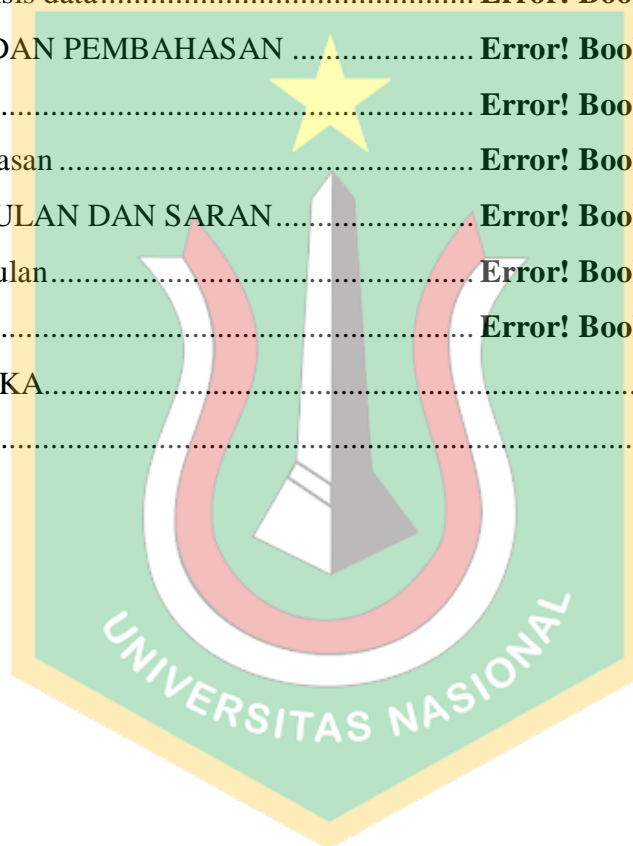 sis data........................................................ Error! Boo
DAN PEMBAHASAN ........................... Error! Boo
........................................................................ Error! Boo
asan ............................................................... Error! Boo
ULAN DAN SARAN............................. Error! Boo
ulan................................................................ Error! Boo
........................................................................ Error! Boo
KA..............................................................................................
....................................................................................................
UNIVERSITAS NASIONAL